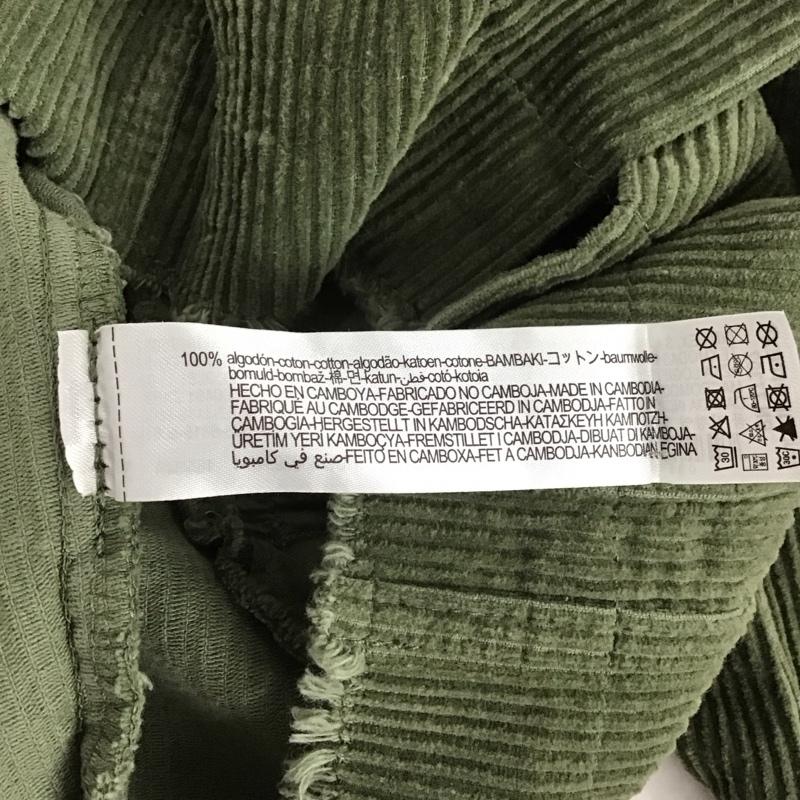 100% algodón-coton-cotton-algodão-katoen-cotone-BAMBAKI-コットン-baumwolle-
bomuld-bombaž-棉-면-katun-قطن-cotó-kotoia
HECHO EN CAMBOYA-FABRICADO NO CAMBOJA-MADE IN CAMBODIA-
FABRIQUÉ AU CAMBODGE-GEFABRICEERD IN CAMBODJA-FATTO IN
CAMBOGIA-HERGESTELLT IN KAMBODSCHA-ΚΑΤΑΣΚΕΥΗ ΚΑΜΠΟΤΖΗ-
ÜRETİM YERİ KAMBOÇYA-FREMSTILLET I CAMBODJA-DIBUAT DI KAMBOJA-
صنع في كامبويا-FEITO EN CAMBOXA-FET A CAMBODJA-KANBODIAN EGINA
30